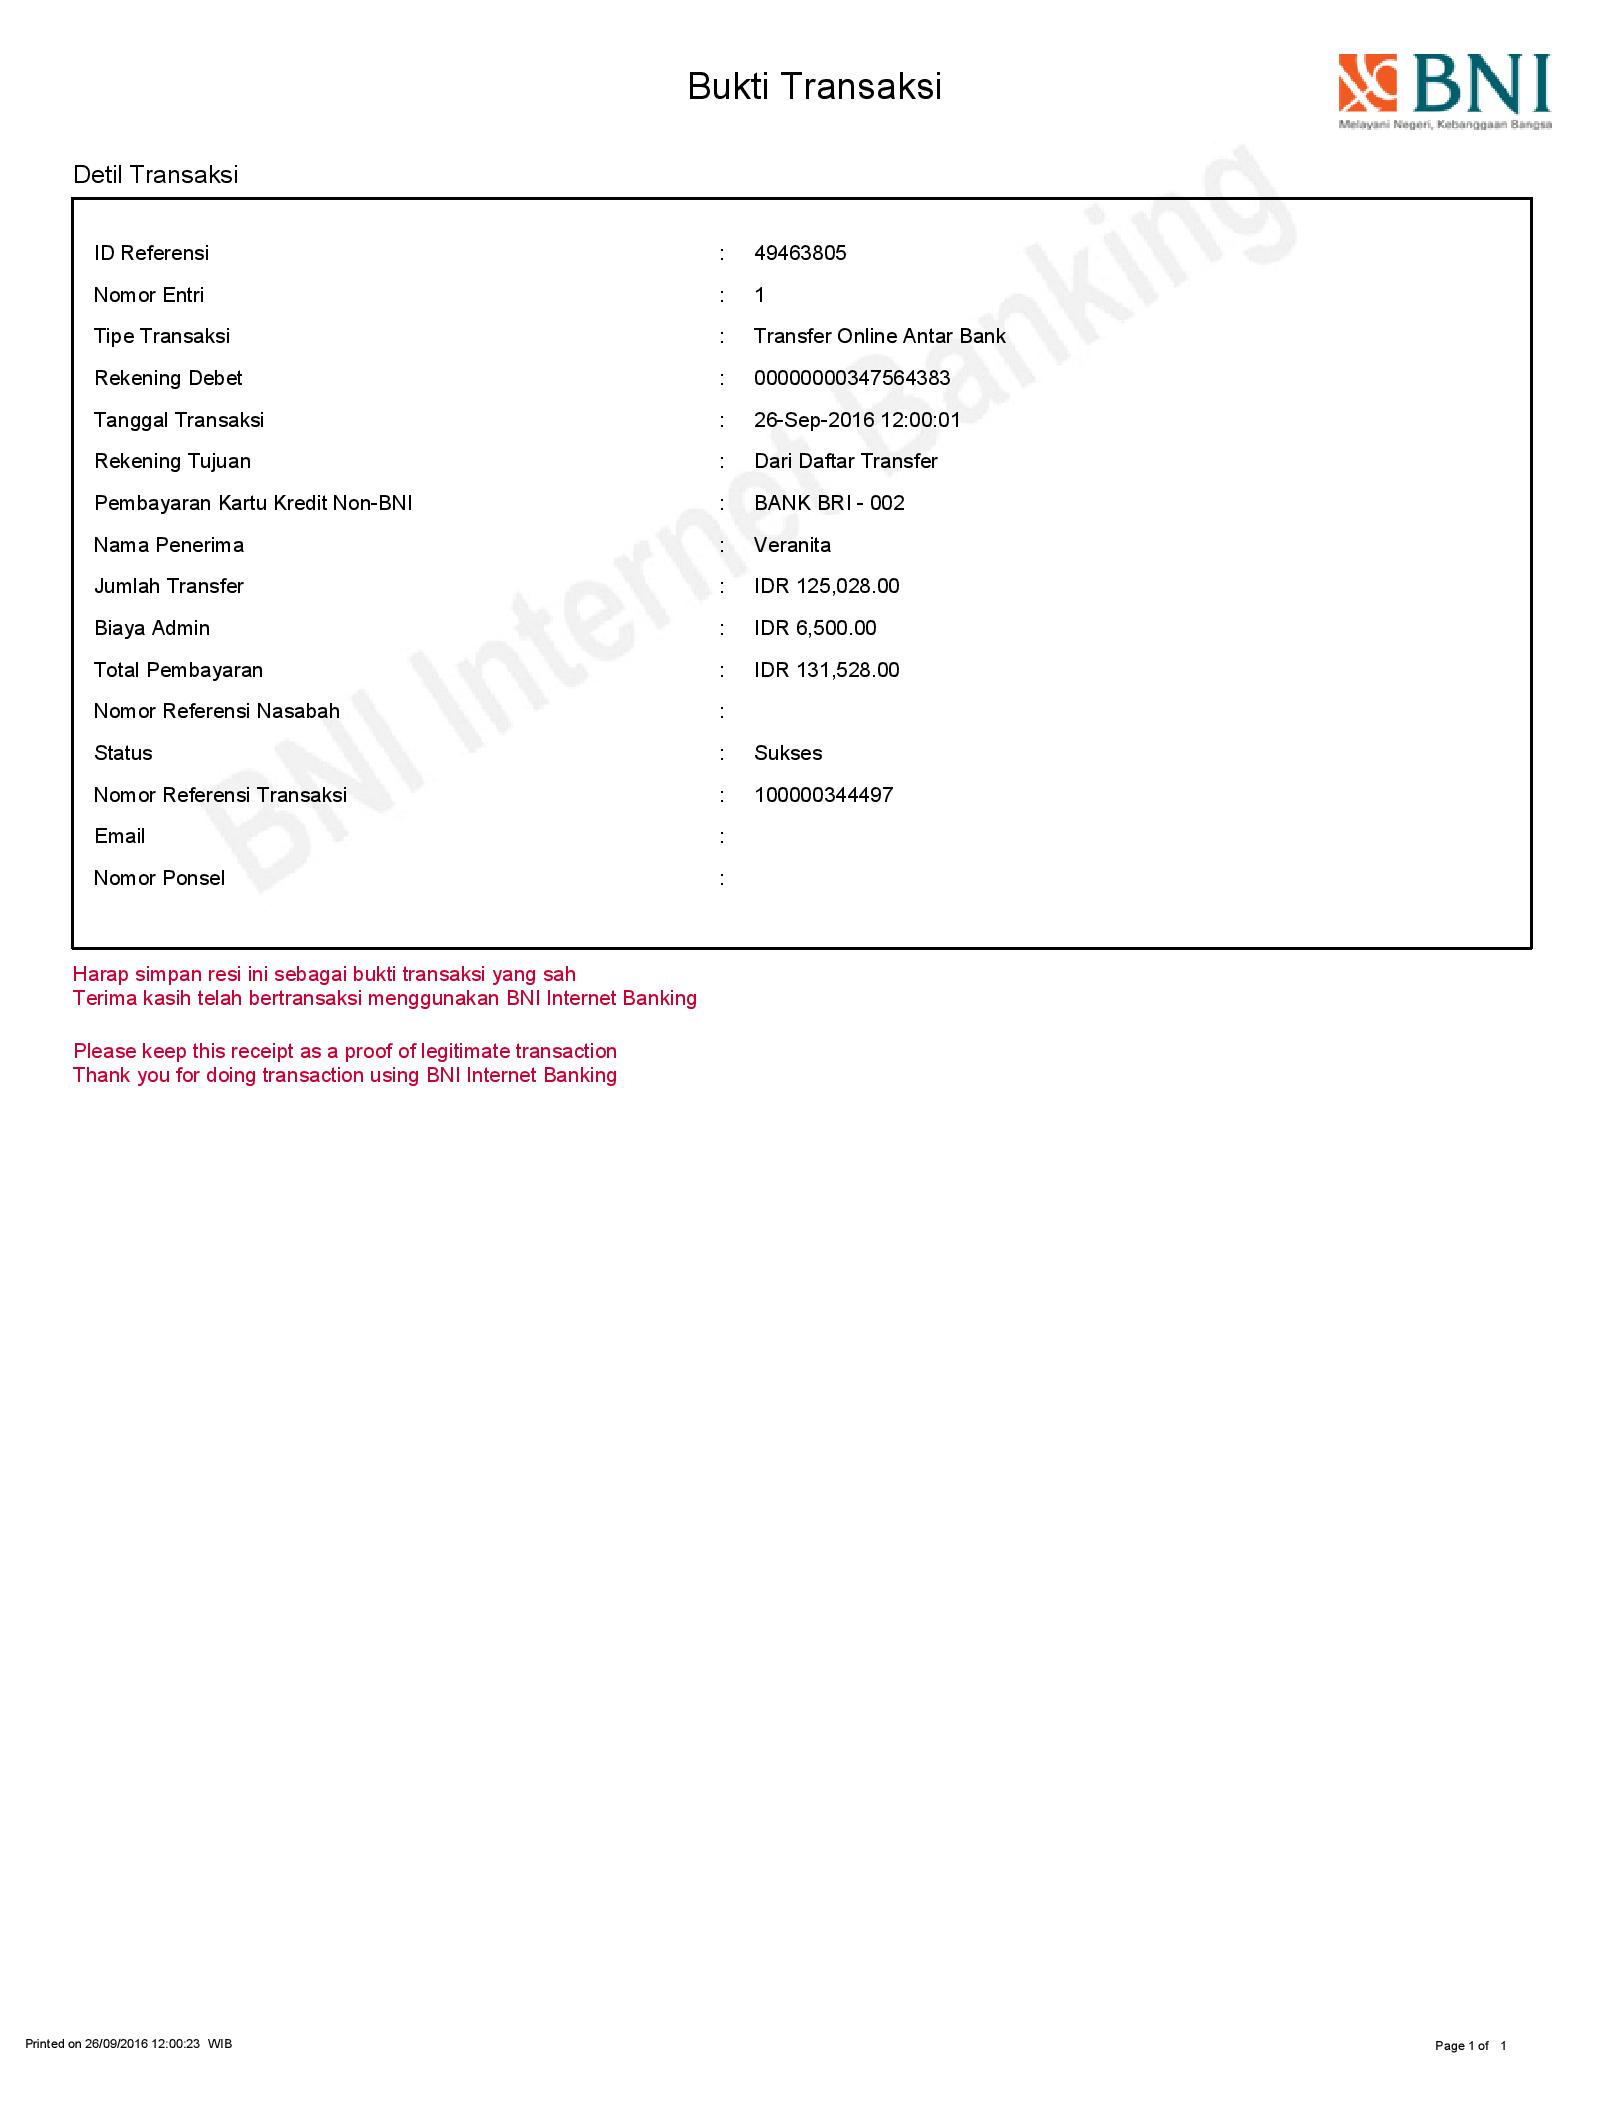 Bukti Transaksi
BNI
Melayani Negeri, Kebanggaan Bangsa
Detil Transaksi
ID Referensi : 49463805
Nomor Entri : 1
Tipe Transaksi : Transfer Online Antar Bank
Rekening Debet : 00000000347564383
Tanggal Transaksi : 26-Sep-2016 12:00:01
Rekening Tujuan : Dari Daftar Transfer
Pembayaran Kartu Kredit Non-BNI : BANK BRI - 002
Nama Penerima : Veranita
Jumlah Transfer : IDR 125,028.00
Biaya Admin : IDR 6,500.00
Total Pembayaran : IDR 131,528.00
Nomor Referensi Nasabah :
Status : Sukses
Nomor Referensi Transaksi : 100000344497
Email :
Nomor Ponsel :
BNI Internet Banking
Harap simpan resi ini sebagai bukti transaksi yang sah
Terima kasih telah bertransaksi menggunakan BNI Internet Banking
Please keep this receipt as a proof of legitimate transaction
Thank you for doing transaction using BNI Internet Banking
Printed on 26/09/2016 12:00:23 WIB
Page 1 of 1